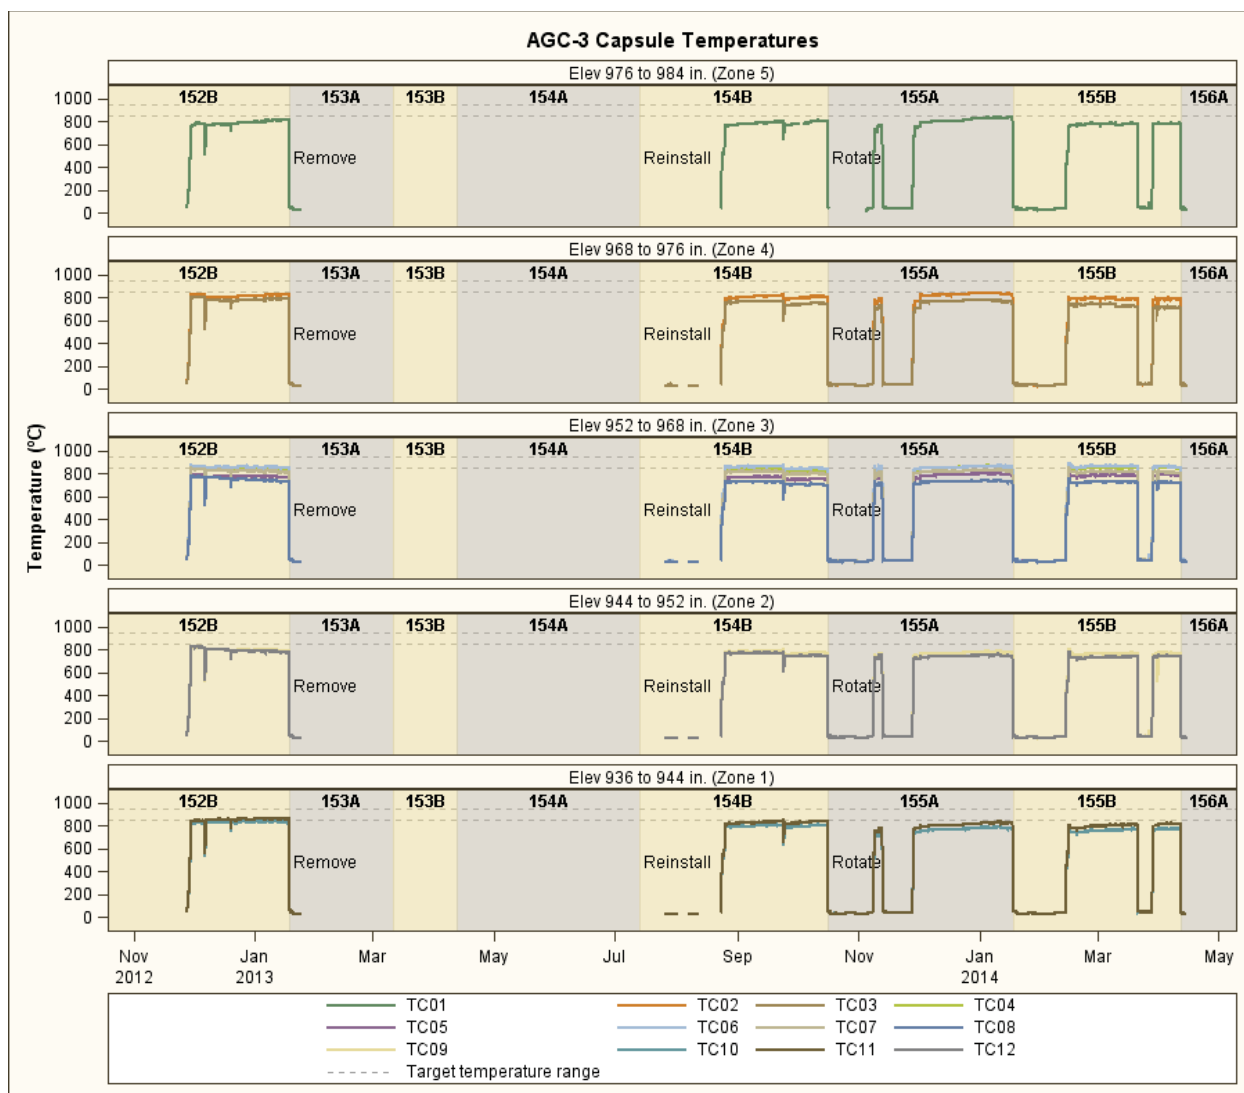 AGC-3 Capsule Temperatures
Elev 976 to 984 in. (Zone 5)
152B 153A 153B 154A 154B 155A 155B 156A
1000
800
600
400
200
0
Remove Reinstall Rotate
Elev 968 to 976 in. (Zone 4)
152B 153A 153B 154A 154B 155A 155B 156A
1000
800
600
400
200
0
Remove Reinstall Rotate
Elev 952 to 968 in. (Zone 3)
152B 153A 153B 154A 154B 155A 155B 156A
1000
800
600
400
200
0
Remove Reinstall Rotate
Temperature (ºC)
Elev 944 to 952 in. (Zone 2)
152B 153A 153B 154A 154B 155A 155B 156A
1000
800
600
400
200
0
Remove Reinstall Rotate
Elev 936 to 944 in. (Zone 1)
152B 153A 153B 154A 154B 155A 155B 156A
1000
800
600
400
200
0
Remove Reinstall Rotate
Nov Jan Mar May Jul Sep Nov Jan Mar May
2012 2013 2014
TC01 TC02 TC03 TC04
TC05 TC06 TC07 TC08
TC09 TC10 TC11 TC12
Target temperature range